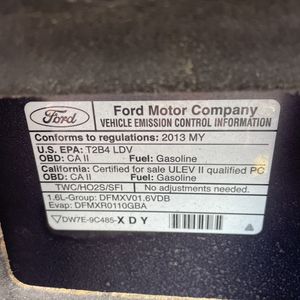 Ford
Ford Motor Company
VEHICLE EMISSION CONTROL INFORMATION
Conforms to regulations: 2013 MY
U.S. EPA: T2B4 LDV
OBD: CA II Fuel: Gasoline
California: Certified for sale ULEV II qualified PC
OBD: CA II Fuel: Gasoline
TWC/HO2S/SFI No adjustments needed.
1.6L-Group: DFMXV01.6VDB
Evap: DFMXR0110GBA
DW7E-9C485-XDY